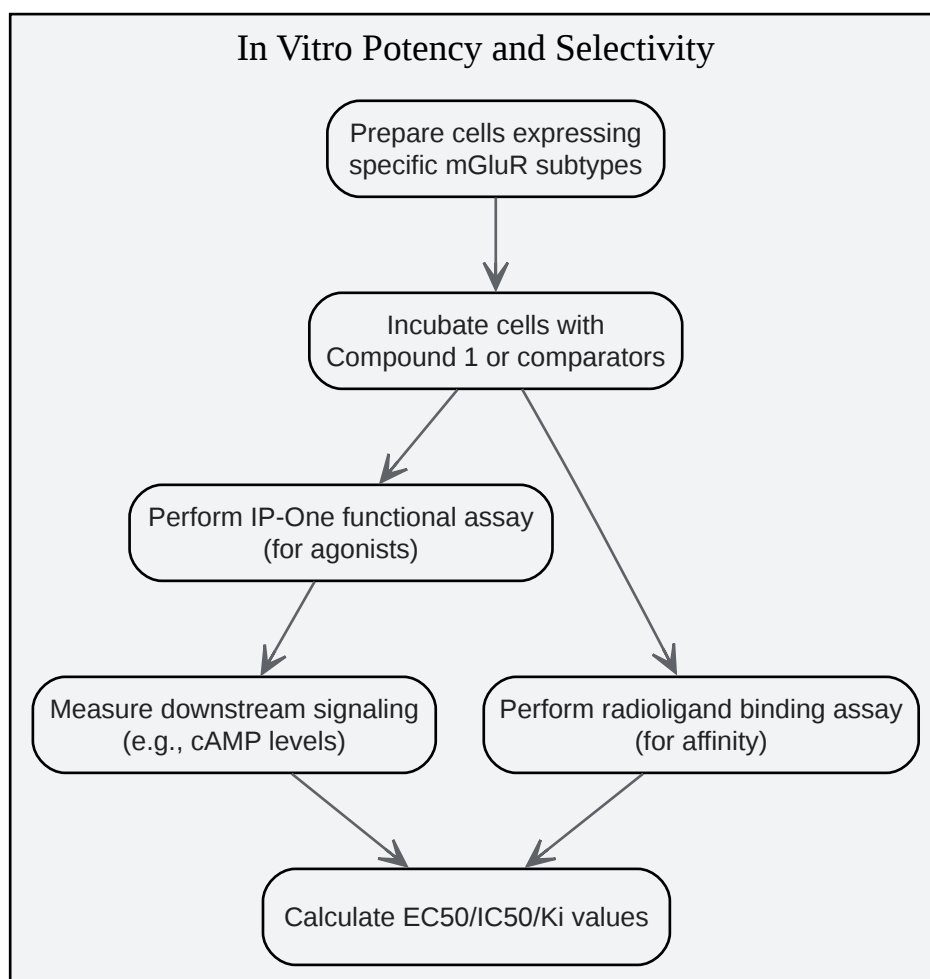 In Vitro Potency and Selectivity
Prepare cells expressing
specific mGluR subtypes
Incubate cells with
Compound 1 or comparators
Perform IP-One functional assay
(for agonists)
Measure downstream signaling
(e.g., cAMP levels)
Perform radioligand binding assay
(for affinity)
Calculate EC50/IC50/Ki values